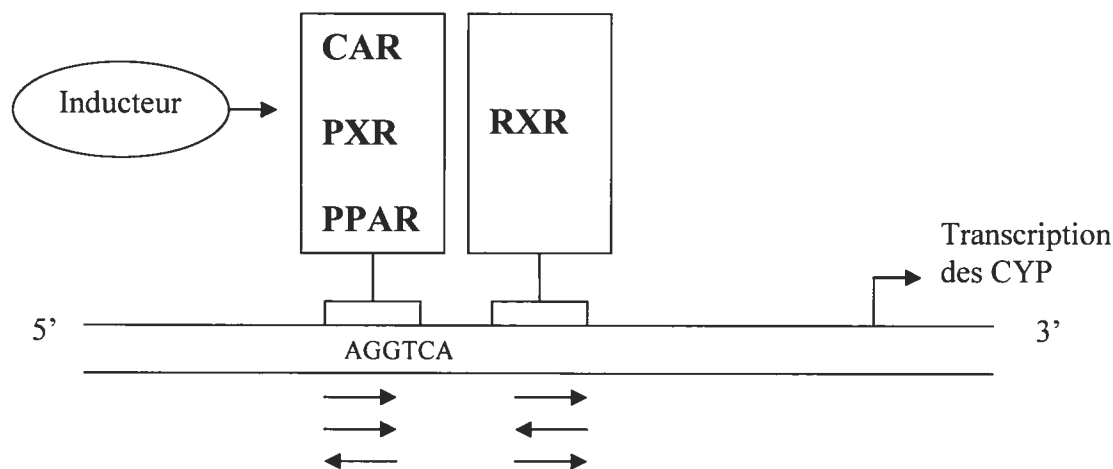 CAR
Inducteur
PXR
RXR
PPAR
Transcription
des CYP
5’
3’
AGGTCA